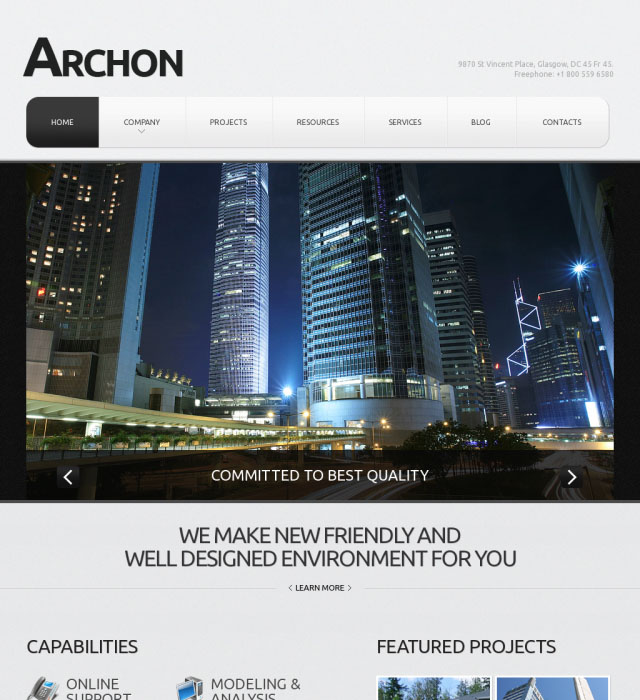 ARCHON
9870 St Vincent Place, Glasgow, DC 45 Fr 45.
Freephone: +1 800 559 6580
HOME
COMPANY
PROJECTS
RESOURCES
SERVICES
BLOG
CONTACTS
COMMITTED TO BEST QUALITY
WE MAKE NEW FRIENDLY AND
WELL DESIGNED ENVIRONMENT FOR YOU
LEARN MORE
CAPABILITIES
FEATURED PROJECTS
ONLINE
SUPPORT
MODELING &
ANALYSIS